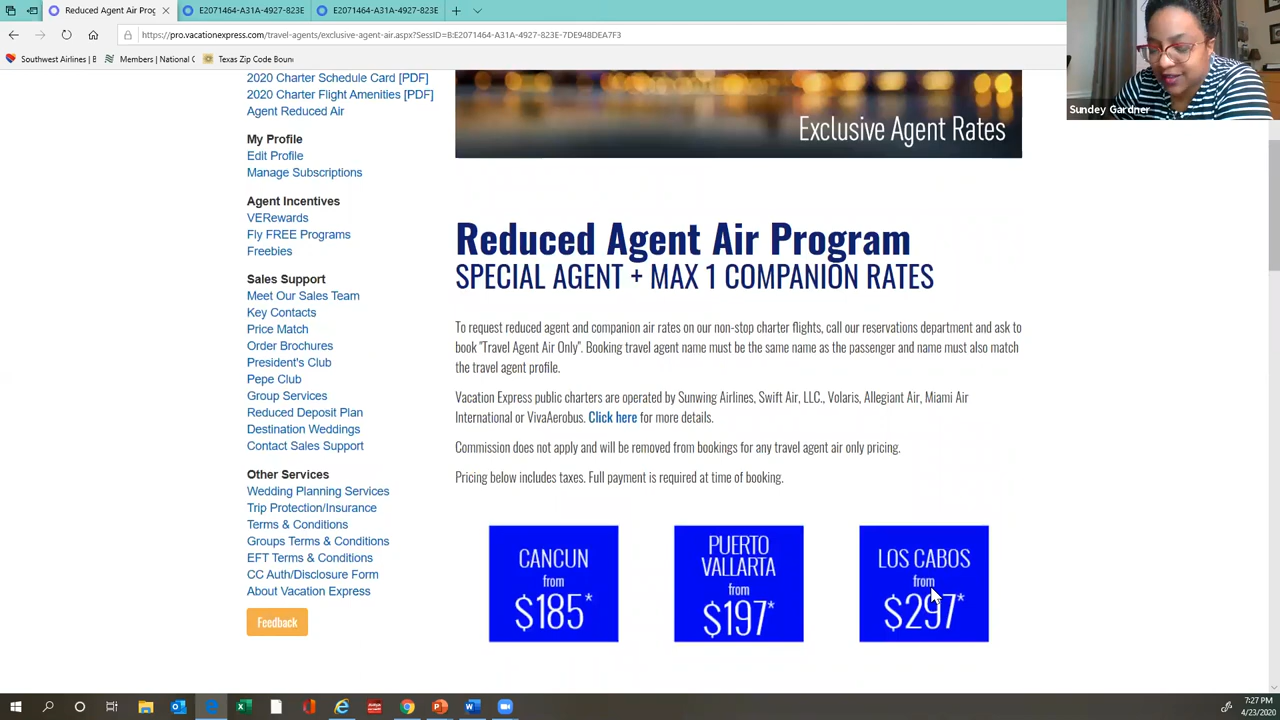 Reduced Agent Air Prog
E2071464-A31A-4927-823E
E2071464-A31A-4927-823E
https://pro.vacationexpress.com/travel-agents/exclusive-agent-air.aspx?SessID=B:E2071464-A31A-4927-823E-7DE948DEA7F3
Southwest Airlines | B
Members | National C
Texas Zip Code Boun
Sundey Gardner
2020 Charter Schedule Card [PDF]
2020 Charter Flight Amenities [PDF]
Agent Reduced Air
My Profile
Edit Profile
Manage Subscriptions
Agent Incentives
VERewards
Fly FREE Programs
Freebies
Sales Support
Meet Our Sales Team
Key Contacts
Price Match
Order Brochures
President's Club
Pepe Club
Group Services
Reduced Deposit Plan
Destination Weddings
Contact Sales Support
Other Services
Wedding Planning Services
Trip Protection/Insurance
Terms & Conditions
Groups Terms & Conditions
EFT Terms & Conditions
CC Auth/Disclosure Form
About Vacation Express
Feedback
Exclusive Agent Rates
Reduced Agent Air Program
SPECIAL AGENT + MAX 1 COMPANION RATES
To request reduced agent and companion air rates on our non-stop charter flights, call our reservations department and ask to
book "Travel Agent Air Only". Booking travel agent name must be the same name as the passenger and name must also match
the travel agent profile.
Vacation Express public charters are operated by Sunwing Airlines, Swift Air, LLC., Volaris, Allegiant Air, Miami Air
International or VivaAerobus. Click here for more details.
Commission does not apply and will be removed from bookings for any travel agent air only pricing.
Pricing below includes taxes. Full payment is required at time of booking.
CANCUN
from
$185*
PUERTO
VALLARTA
from
$197*
LOS CABOS
from
$297*
7:27 PM
4/23/2020